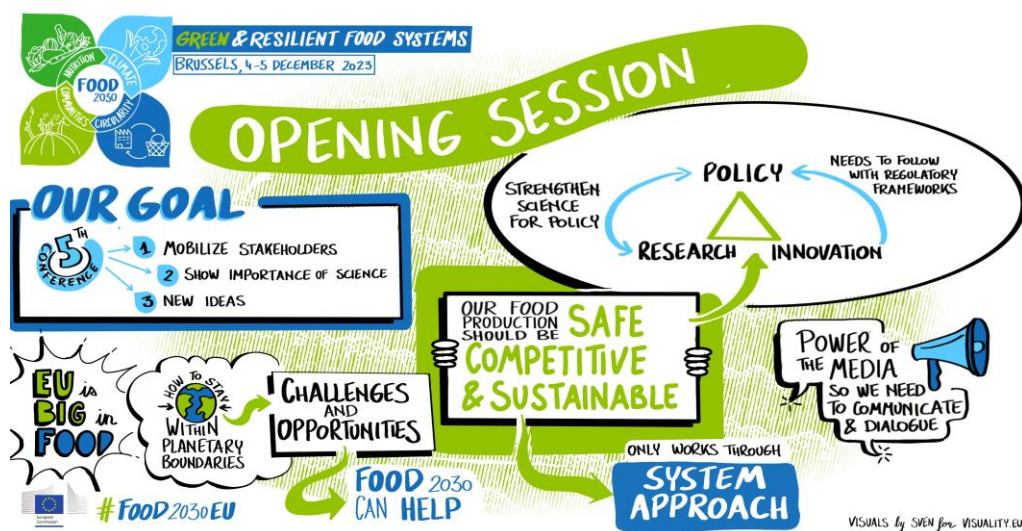 GREEN & RESILIENT FOOD SYSTEMS
BRUSSELS, 4-5 DECEMBER 2023
NUTRITION
CLIMATE
CIRCULARITY
COMMUNITIES
FOOD
2030
OPENING SESSION
OUR GOAL
5TH
CONFERENCE
1 MOBILIZE STAKEHOLDERS
2 SHOW IMPORTANCE OF SCIENCE
3 NEW IDEAS
STRENGTHEN
SCIENCE
FOR POLICY
POLICY
NEEDS TO FOLLOW
WITH REGULATORY
FRAMEWORKS
RESEARCH
INNOVATION
OUR FOOD
PRODUCTION
SHOULD BE
SAFE
COMPETITIVE
& SUSTAINABLE
POWER OF
THE MEDIA
SO WE NEED
TO COMMUNICATE
& DIALOGUE
EU is
BIG in
FOOD
HOW TO STAY
WITHIN
PLANETARY
BOUNDARIES
CHALLENGES
AND
OPPORTUNITIES
FOOD 2030
CAN HELP
ONLY WORKS THROUGH
SYSTEM
APPROACH
European
Commission
#FOOD2030EU
VISUALS by SVEN for VISUALITY.EU